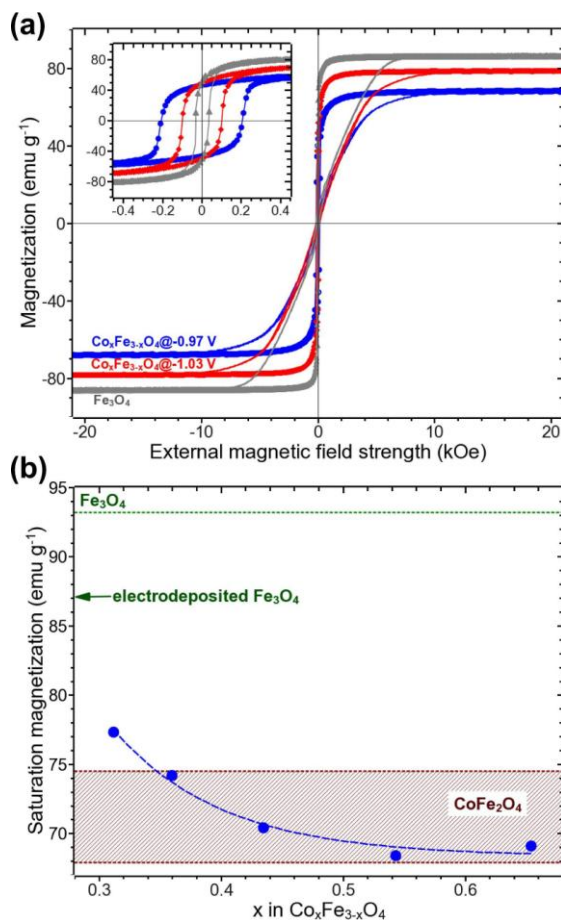 (a)
80
40
0
-40
-80
-0.4 -0.2 0 0.2 0.4
80
40
0
-40
-80
Magnetization (emu g⁻¹)
CoₓFe₃₋ₓO₄@-0.97 V
CoₓFe₃₋ₓO₄@-1.03 V
Fe₃O₄
-20 -10 0 10 20
External magnetic field strength (kOe)
(b)
95
90
85
80
75
70
Saturation magnetization (emu g⁻¹)
Fe₃O₄
electrodeposited Fe₃O₄
CoFe₂O₄
0.3 0.4 0.5 0.6
x in CoₓFe₃₋ₓO₄